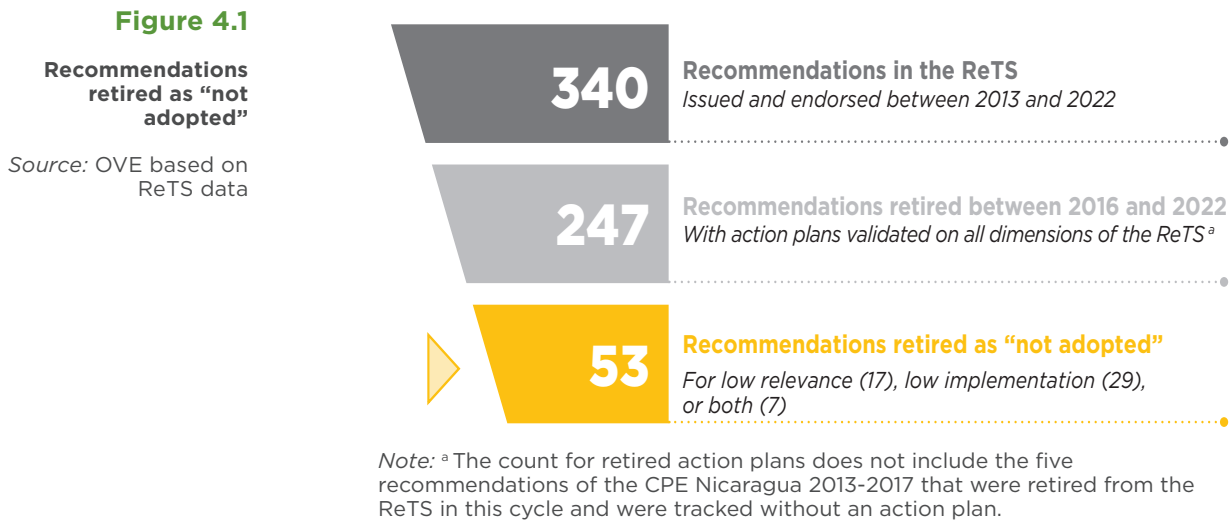 Figure 4.1
Recommendations
retired as “not
adopted”
Source: OVE based on
ReTS data
340
Recommendations in the ReTS
Issued and endorsed between 2013 and 2022
247
Recommendations retired between 2016 and 2022
With action plans validated on all dimensions of the ReTS a
53
Recommendations retired as “not adopted”
For low relevance (17), low implementation (29),
or both (7)
Note: a The count for retired action plans does not include the five
recommendations of the CPE Nicaragua 2013-2017 that were retired from the
ReTS in this cycle and were tracked without an action plan.